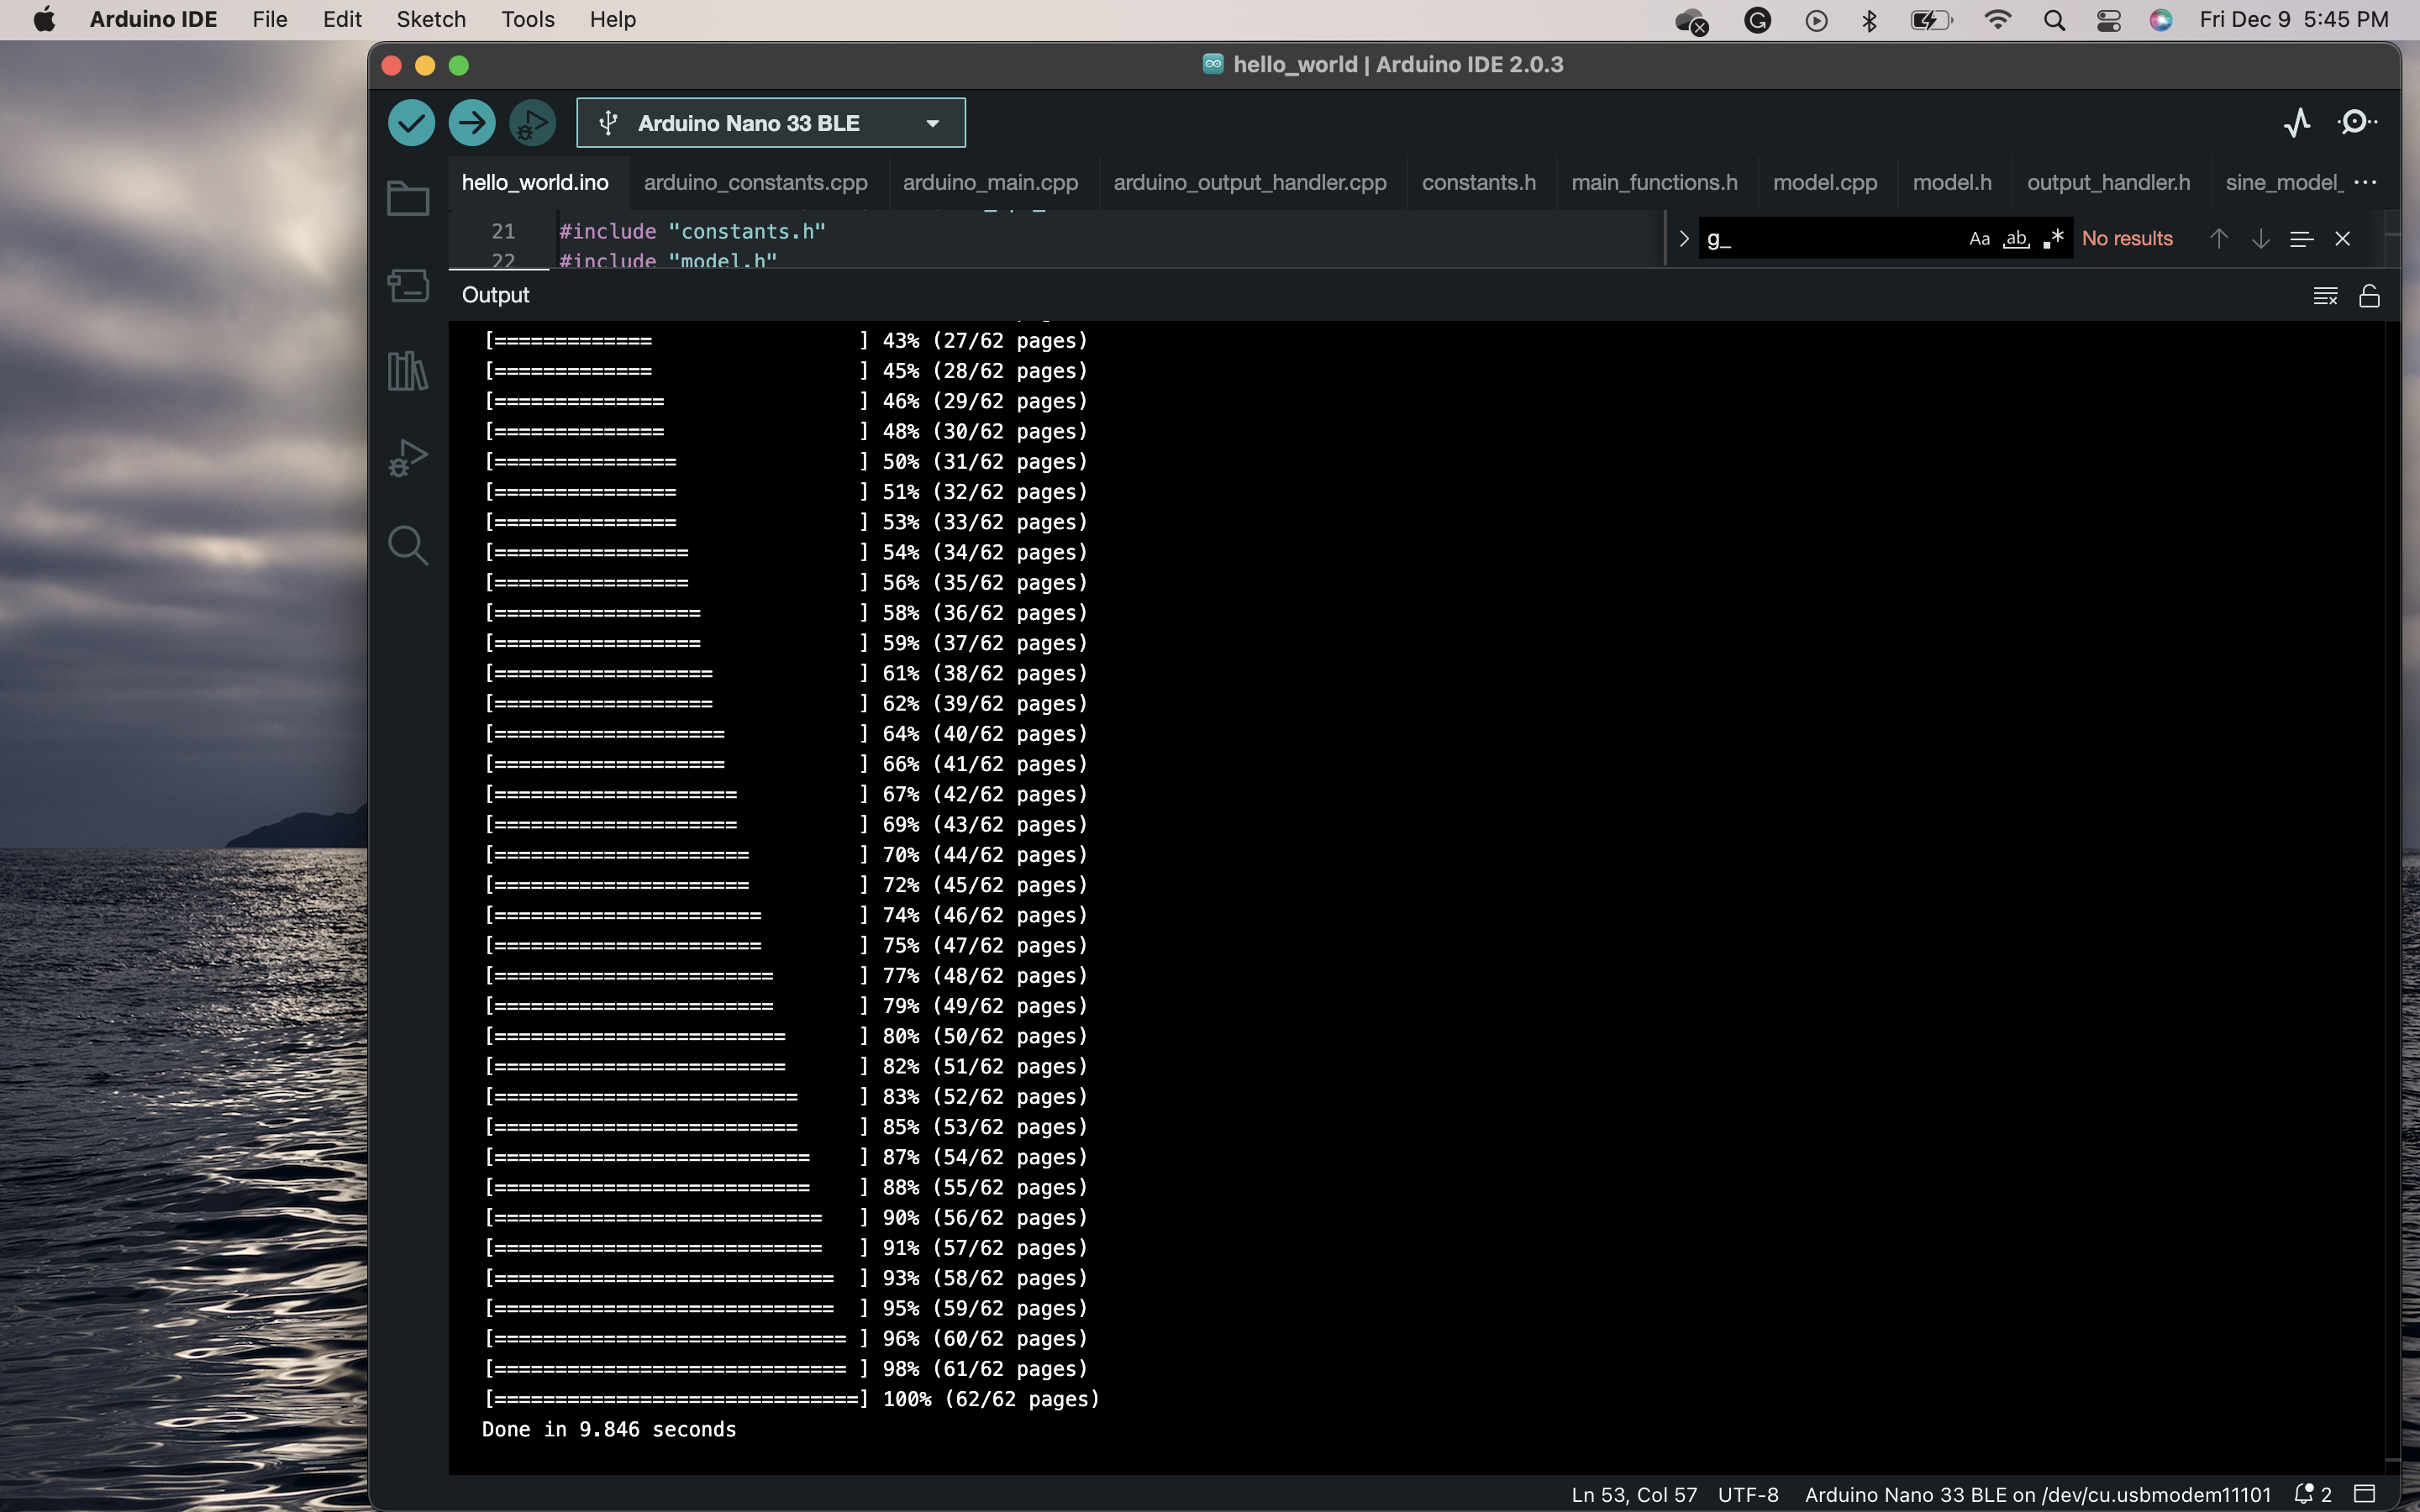 Arduino IDE File Edit Sketch Tools Help Fri Dec 9 5:45 PM
hello_world | Arduino IDE 2.0.3
Arduino Nano 33 BLE
hello_world.ino arduino_constants.cpp arduino_main.cpp arduino_output_handler.cpp constants.h main_functions.h model.cpp model.h output_handler.h sine_model_ ...
21 #include "constants.h"
g_ Aa ab .* No results
22 #include "model.h"
Output
[=============                 ] 43% (27/62 pages)
[=============                 ] 45% (28/62 pages)
[==============                ] 46% (29/62 pages)
[==============                ] 48% (30/62 pages)
[===============               ] 50% (31/62 pages)
[===============               ] 51% (32/62 pages)
[===============               ] 53% (33/62 pages)
[================              ] 54% (34/62 pages)
[================              ] 56% (35/62 pages)
[=================             ] 58% (36/62 pages)
[=================             ] 59% (37/62 pages)
[==================            ] 61% (38/62 pages)
[==================            ] 62% (39/62 pages)
[===================           ] 64% (40/62 pages)
[===================           ] 66% (41/62 pages)
[====================          ] 67% (42/62 pages)
[====================          ] 69% (43/62 pages)
[=====================         ] 70% (44/62 pages)
[=====================         ] 72% (45/62 pages)
[======================        ] 74% (46/62 pages)
[======================        ] 75% (47/62 pages)
[=======================       ] 77% (48/62 pages)
[=======================       ] 79% (49/62 pages)
[========================      ] 80% (50/62 pages)
[========================      ] 82% (51/62 pages)
[=========================     ] 83% (52/62 pages)
[=========================     ] 85% (53/62 pages)
[==========================    ] 87% (54/62 pages)
[==========================    ] 88% (55/62 pages)
[===========================   ] 90% (56/62 pages)
[===========================   ] 91% (57/62 pages)
[============================  ] 93% (58/62 pages)
[============================  ] 95% (59/62 pages)
[============================= ] 96% (60/62 pages)
[============================= ] 98% (61/62 pages)
[==============================] 100% (62/62 pages)
Done in 9.846 seconds
Ln 53, Col 57 UTF-8 Arduino Nano 33 BLE on /dev/cu.usbmodem11101 2